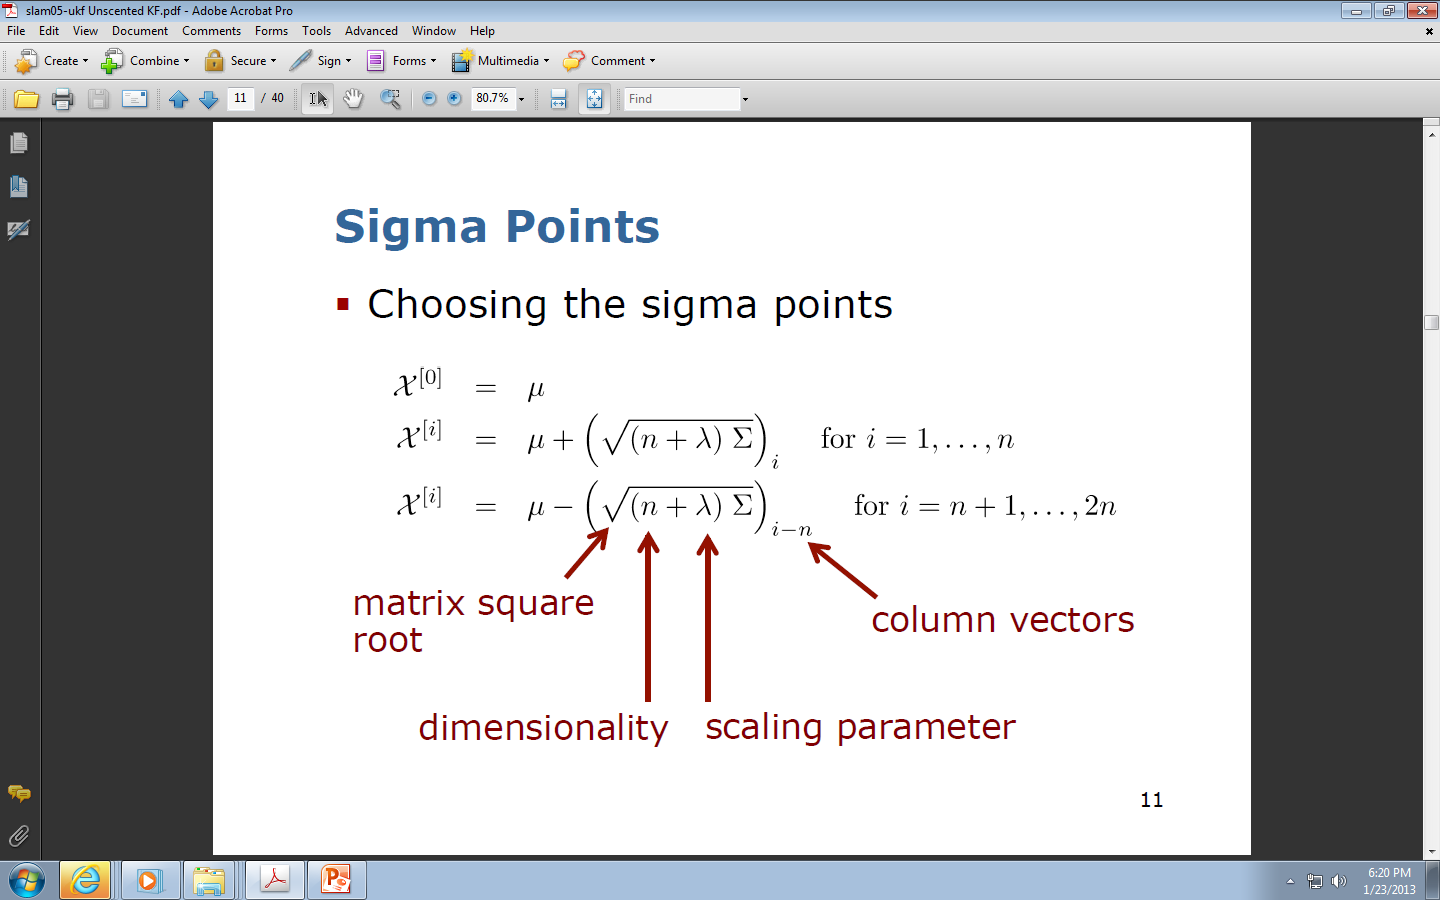 slam05-ukf Unscented KF.pdf - Adobe Acrobat Pro
File Edit View Document Comments Forms Tools Advanced Window Help
Create Combine Secure Sign Forms Multimedia Comment
11 / 40 80.7% Find
Sigma Points
Choosing the sigma points
𝒳^[0] = μ
𝒳^[i] = μ + (√((n + λ) Σ))_i for i = 1, . . . , n
𝒳^[i] = μ − (√((n + λ) Σ))_{i−n} for i = n + 1, . . . , 2n
matrix square
root
column vectors
dimensionality scaling parameter
11
6:20 PM
1/23/2013